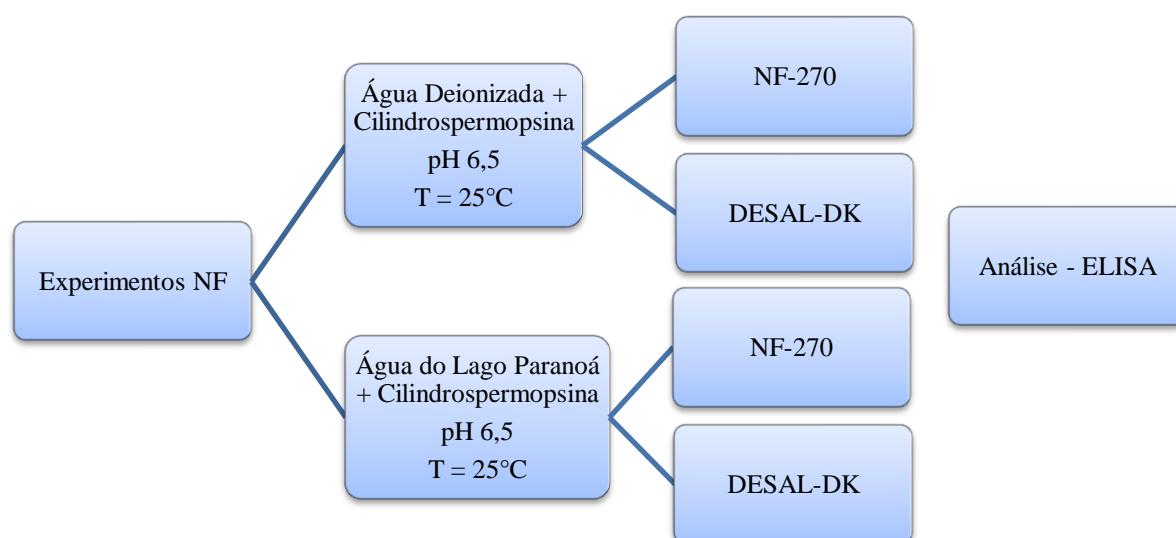 Experimentos NF
Água Deionizada +
Cilindrospermopsina
pH 6,5
T = 25°C
NF-270
DESAL-DK
Água do Lago Paranoá
+ Cilindrospermopsina
pH 6,5
T = 25°C
NF-270
DESAL-DK
Análise - ELISA